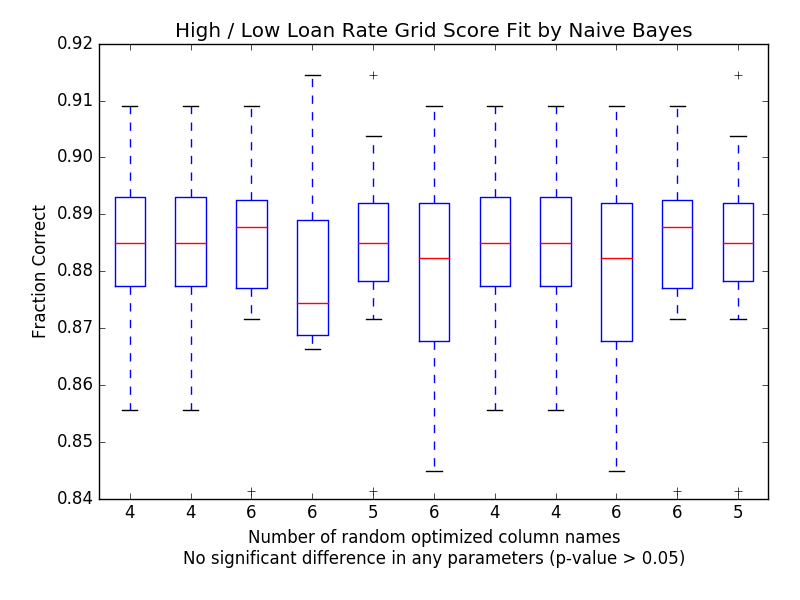 High / Low Loan Rate Grid Score Fit by Naive Bayes
0.92
0.91
0.90
0.89
0.88
0.87
0.86
0.85
0.84
Fraction Correct
4 4 6 6 5 6 4 4 6 6 5
Number of random optimized column names
No significant difference in any parameters (p-value > 0.05)